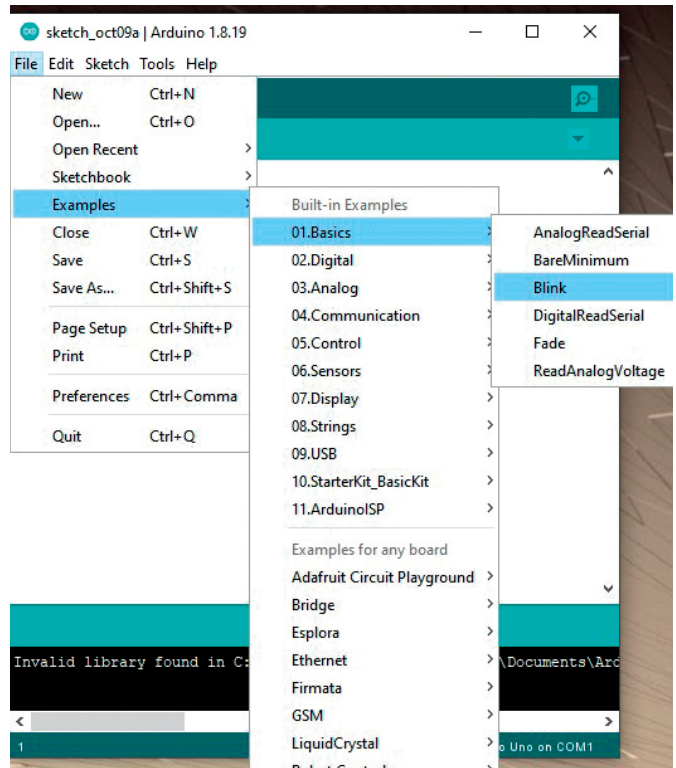 sketch_oct09a | Arduino 1.8.19
File Edit Sketch Tools Help
New Ctrl+N
Open... Ctrl+O
Open Recent
Sketchbook
Examples
Close Ctrl+W
Save Ctrl+S
Save As... Ctrl+Shift+S
Page Setup Ctrl+Shift+P
Print Ctrl+P
Preferences Ctrl+Comma
Quit Ctrl+Q
Built-in Examples
01.Basics
02.Digital
03.Analog
04.Communication
05.Control
06.Sensors
07.Display
08.Strings
09.USB
10.StarterKit_BasicKit
11.ArduinoISP
Examples for any board
Adafruit Circuit Playground
Bridge
Esplora
Ethernet
Firmata
GSM
LiquidCrystal
AnalogReadSerial
BareMinimum
Blink
DigitalReadSerial
Fade
ReadAnalogVoltage
Invalid library found in C: \Documents\Ard
1 o Uno on COM1